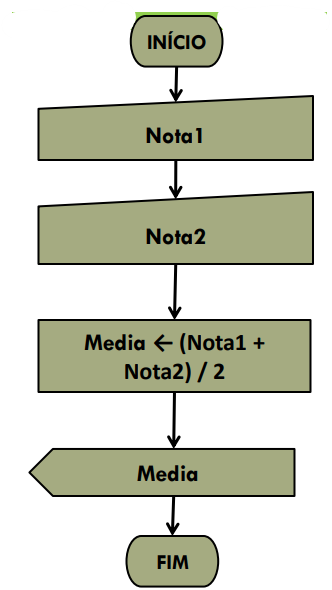 INÍCIO
Nota1
Nota2
Media ← (Nota1 +
Nota2) / 2
Media
FIM